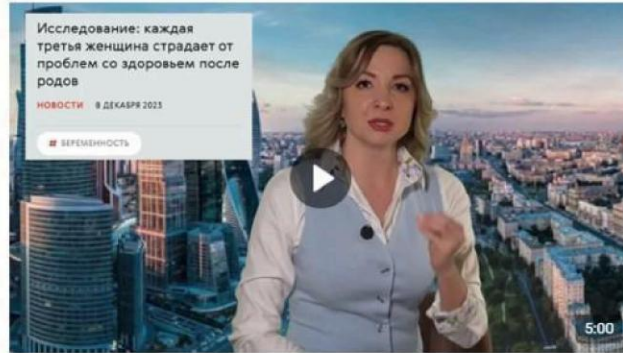 Исследование: каждая
третья женщина страдает от
проблем со здоровьем после
родов
НОВОСТИ 8 ДЕКАБРЯ 2023
# БЕРЕМЕННОСТЬ
5:00